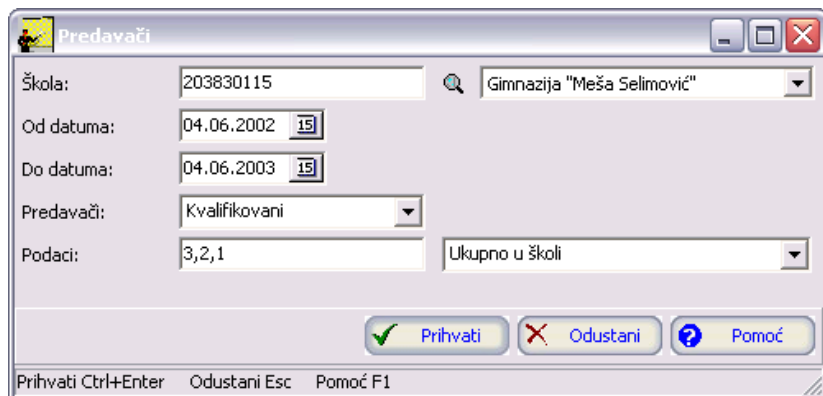 Predavači
Škola: 203830115 Gimnazija "Meša Selimović"
Od datuma: 04.06.2002 15
Do datuma: 04.06.2003 15
Predavači: Kvalifikovani
Podaci: 3,2,1 Ukupno u školi
Prihvati Odustani Pomoć
Prihvati Ctrl+Enter Odustani Esc Pomoć F1